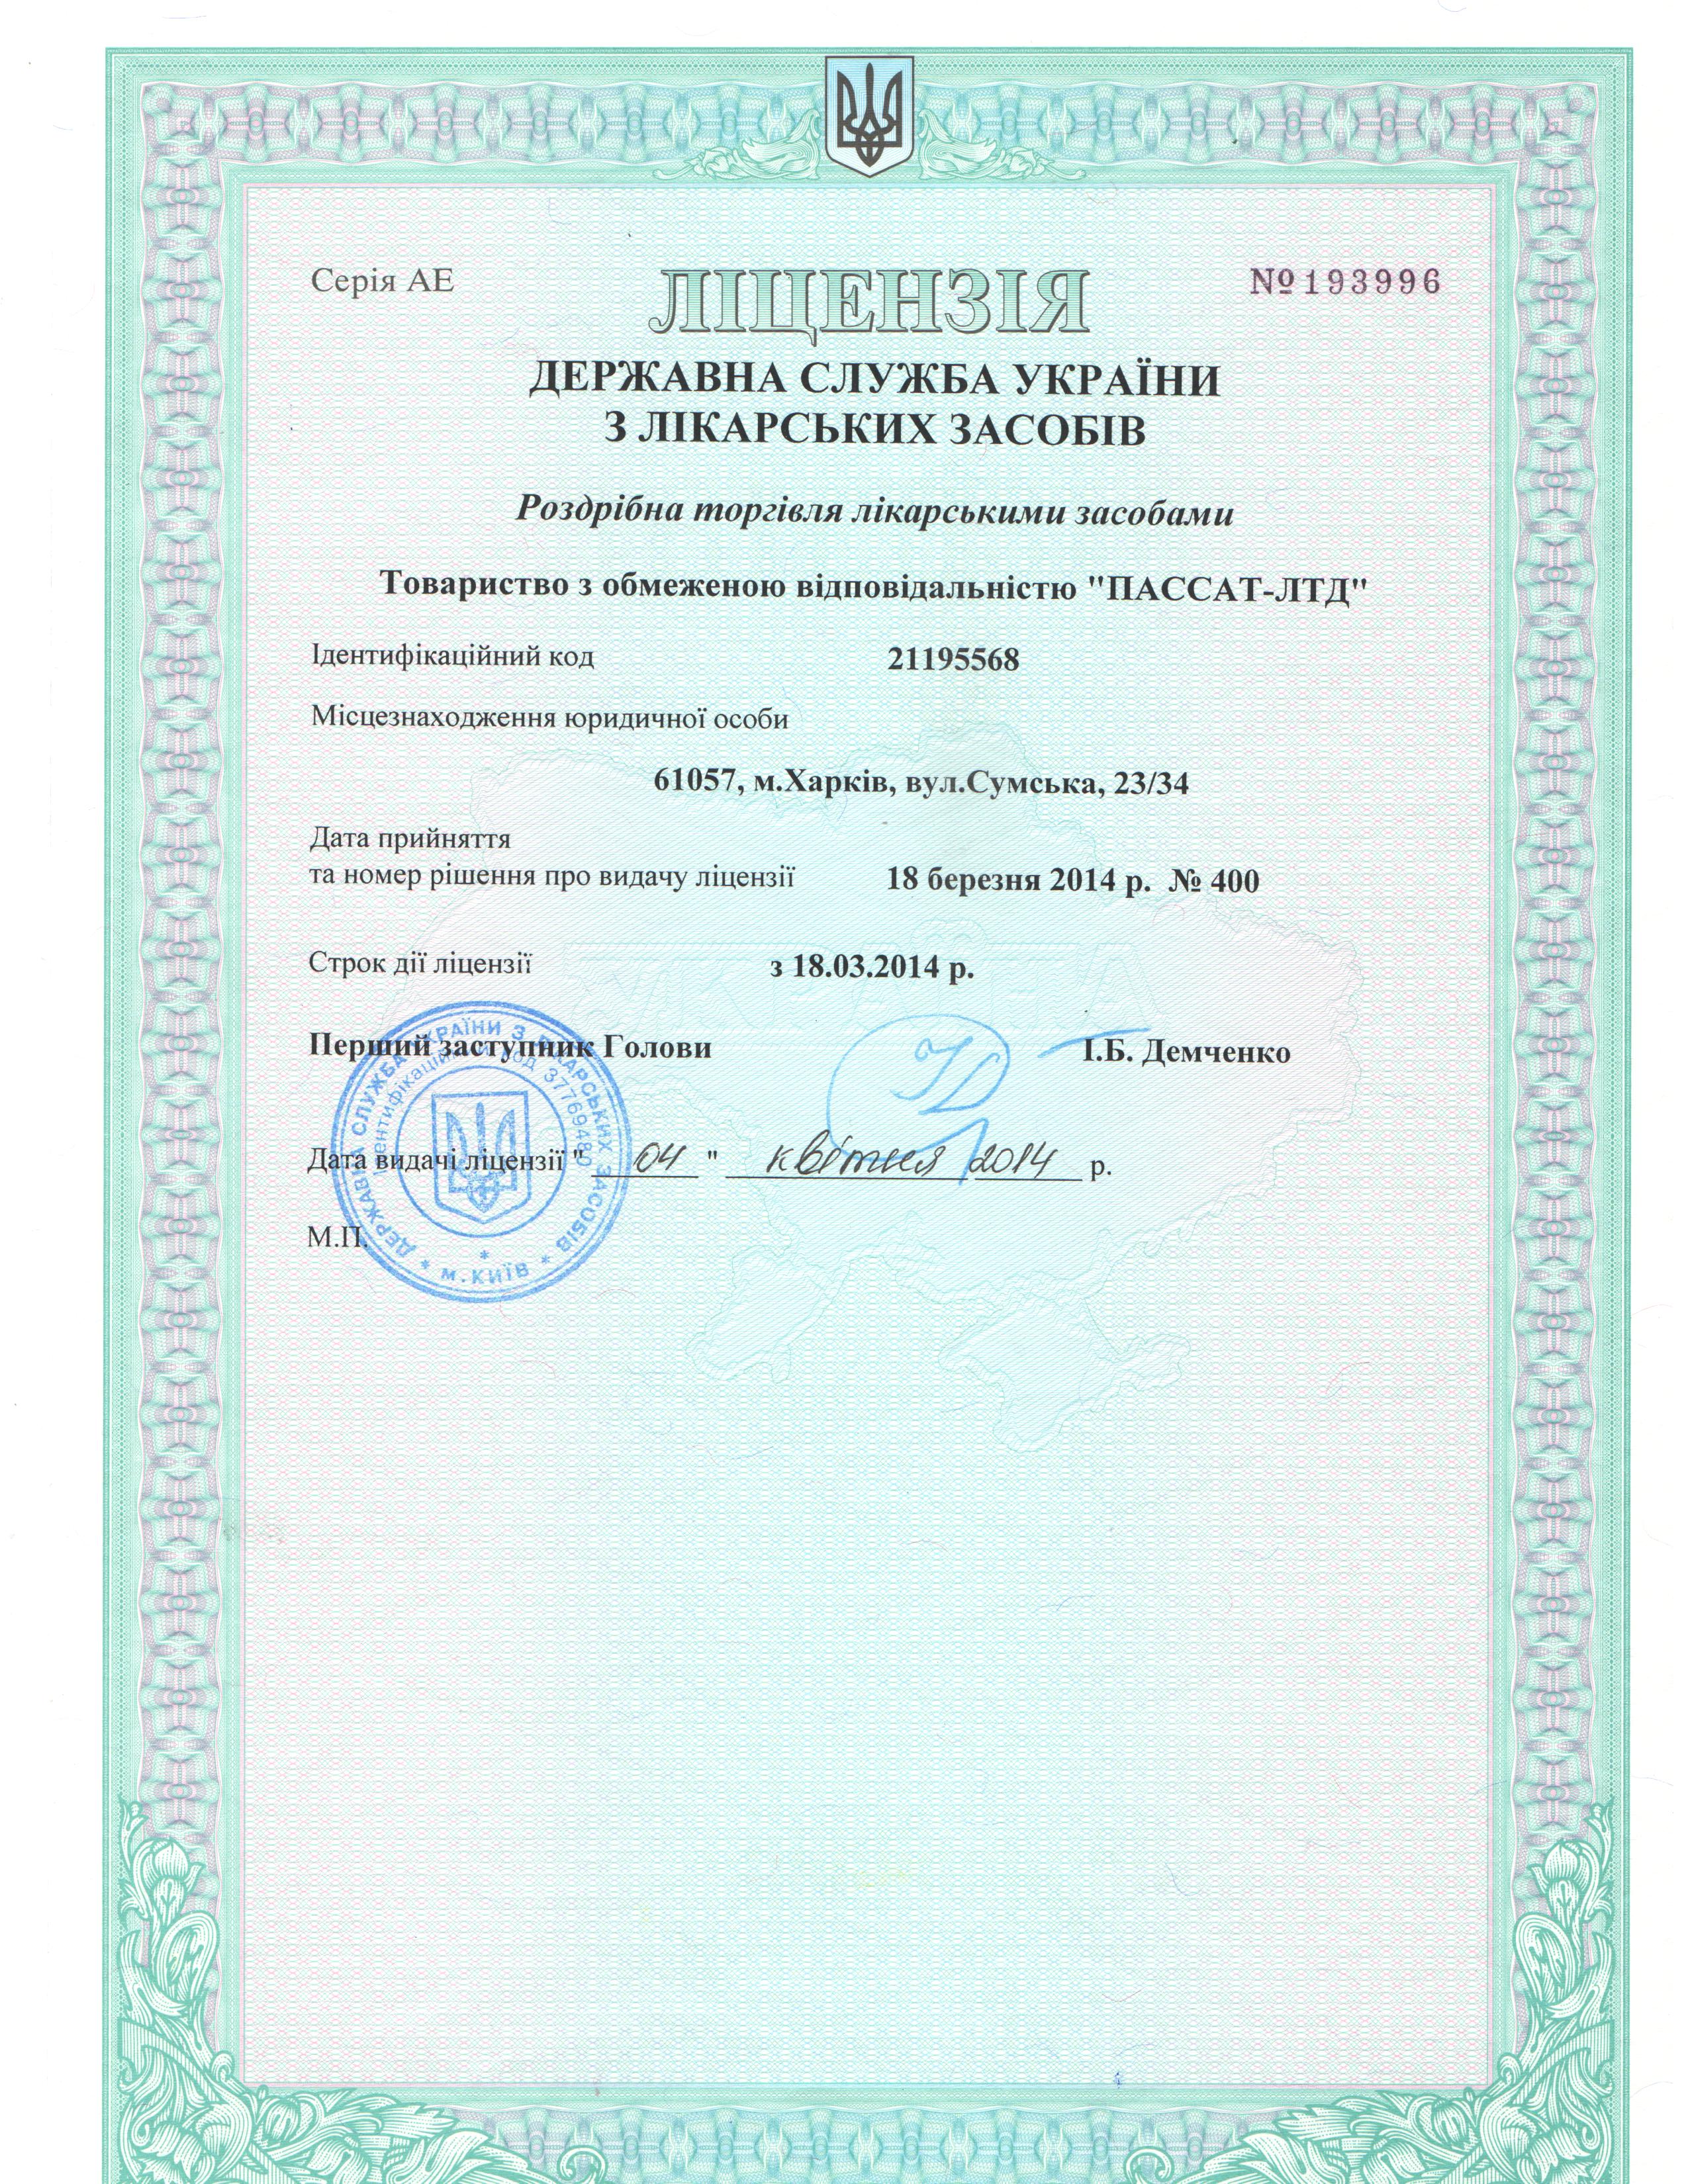 Серія АЕ
ЛІЦЕНЗІЯ
№193996
ДЕРЖАВНА СЛУЖБА УКРАЇНИ
З ЛІКАРСЬКИХ ЗАСОБІВ
Роздрібна торгівля лікарськими засобами
Товариство з обмеженою відповідальністю "ПАССАТ-ЛТД"
Ідентифікаційний код 21195568
Місцезнаходження юридичної особи
61057, м.Харків, вул.Сумська, 23/34
Дата прийняття
та номер рішення про видачу ліцензії 18 березня 2014 р. № 400
Строк дії ліцензії з 18.03.2014 р.
Перший заступник Голови І.Б. Демченко
Дата видачі ліцензії " 04 " квітня 2014 р.
М.П.
ДЕРЖАВНА СЛУЖБА УКРАЇНИ З ЛІКАРСЬКИХ ЗАСОБІВ
* м.КИЇВ *
Ідентифікаційний код 37769480